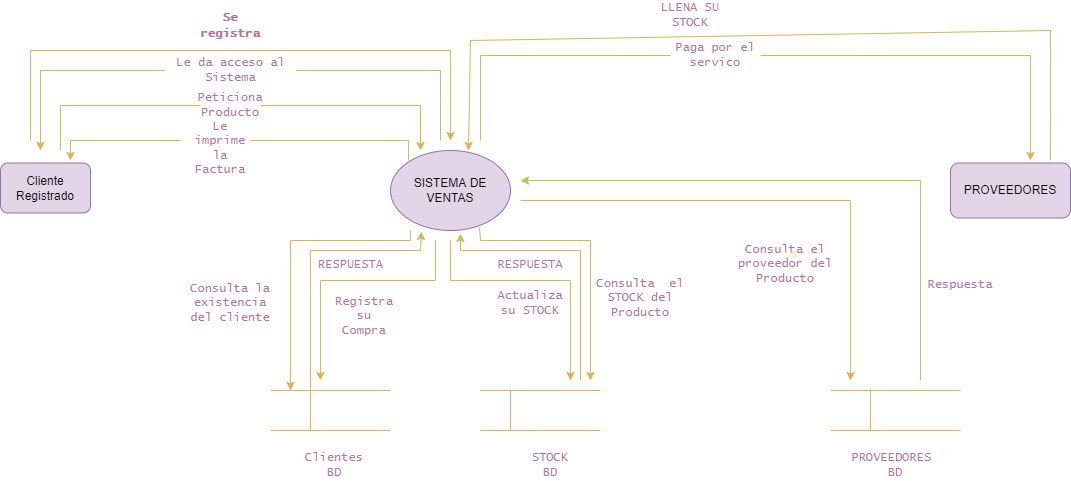 Se
registra
LLENA SU
STOCK
Le da acceso al
Sistema
Paga por el
servico
Peticiona
Producto
Le
imprime
la
Factura
Cliente
Registrado
SISTEMA DE
VENTAS
PROVEEDORES
RESPUESTA
RESPUESTA
Consulta el
proveedor del
Producto
Consulta la
existencia
del cliente
Registra
su
Compra
Actualiza
su STOCK
Consulta el
STOCK del
Producto
Respuesta
Clientes
BD
STOCK
BD
PROVEEDORES
BD